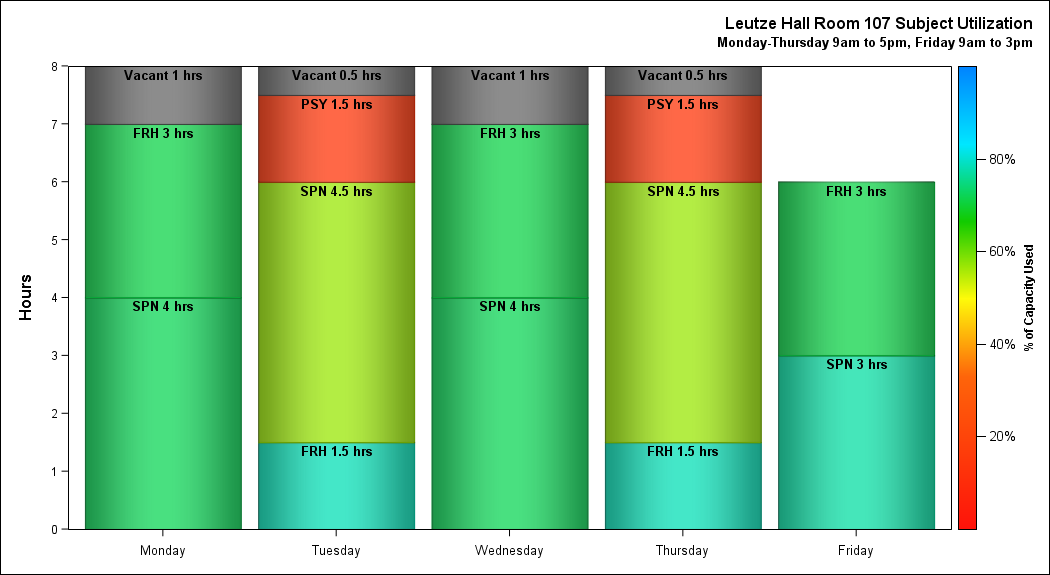 Leutze Hall Room 107 Subject Utilization
Monday-Thursday 9am to 5pm, Friday 9am to 3pm
Hours
8
7
6
5
4
3
2
1
0
Vacant 1 hrs
FRH 3 hrs
SPN 4 hrs
Vacant 0.5 hrs
PSY 1.5 hrs
SPN 4.5 hrs
FRH 1.5 hrs
Vacant 1 hrs
FRH 3 hrs
SPN 4 hrs
Vacant 0.5 hrs
PSY 1.5 hrs
SPN 4.5 hrs
FRH 1.5 hrs
FRH 3 hrs
SPN 3 hrs
Monday Tuesday Wednesday Thursday Friday
80%
60%
40%
20%
% of Capacity Used